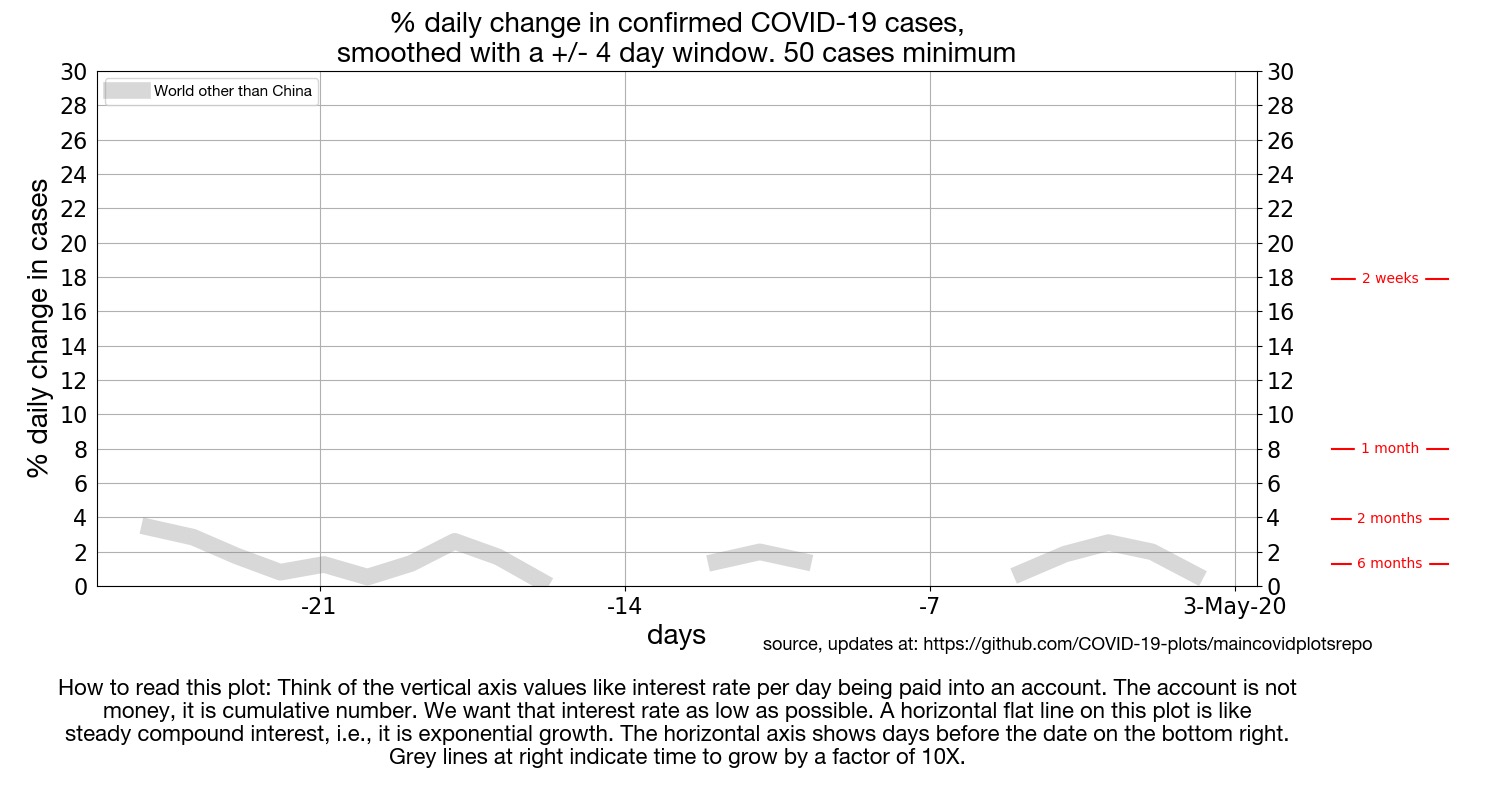 % daily change in confirmed COVID-19 cases,
smoothed with a +/- 4 day window. 50 cases minimum
World other than China
% daily change in cases
30
28
26
24
22
20
18
16
14
12
10
8
6
4
2
0
30
28
26
24
22
20
18
16
14
12
10
8
6
4
2
0
2 weeks
1 month
2 months
6 months
-21
-14
-7
3-May-20
days
source, updates at: https://github.com/COVID-19-plots/maincovidplotsrepo
How to read this plot: Think of the vertical axis values like interest rate per day being paid into an account. The account is not
money, it is cumulative number. We want that interest rate as low as possible. A horizontal flat line on this plot is like
steady compound interest, i.e., it is exponential growth. The horizontal axis shows days before the date on the bottom right.
Grey lines at right indicate time to grow by a factor of 10X.